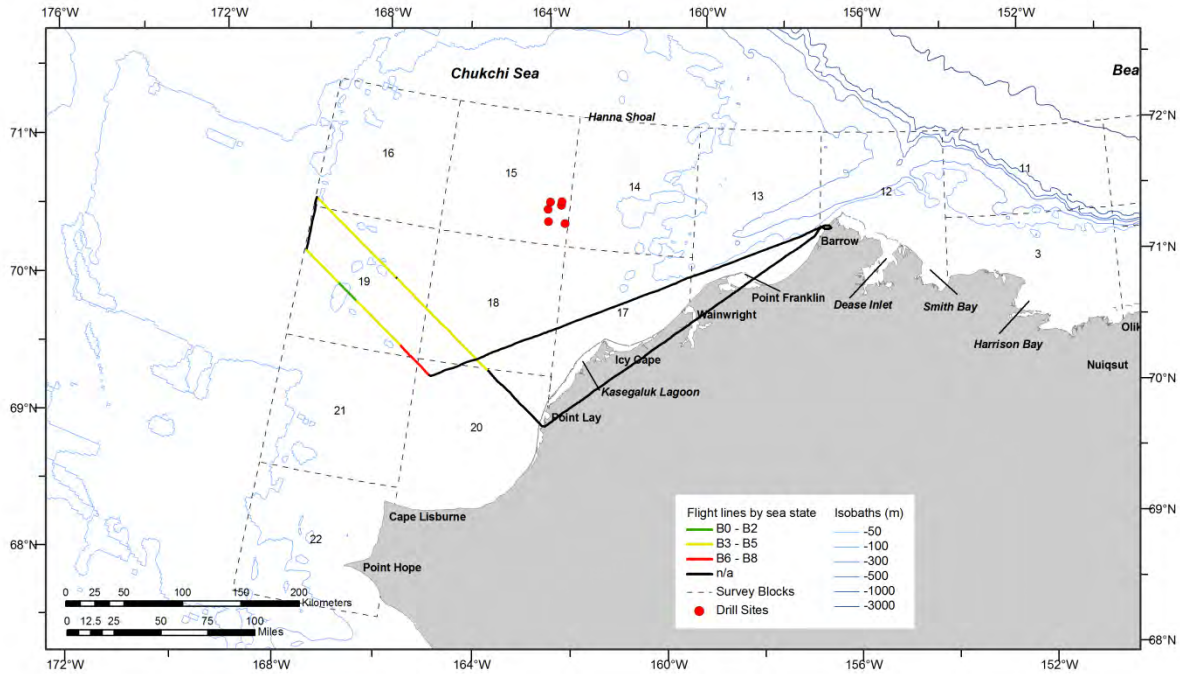 176°W 168°W 164°W 160°W 156°W 152°W
Chukchi Sea
Bea
72°N
71°N
Hanna Shoal
16
15
14
13
12
11
3
71°N
Barrow
70°N
19
18
17
Point Franklin
Dease Inlet
Smith Bay
Wainwright
Harrison Bay
Olik
Icy Cape
Nuiqsut
Kasegaluk Lagoon
70°N
69°N
21
20
Point Lay
Cape Lisburne
69°N
68°N
22
Point Hope
68°N
Flight lines by sea state
B0 - B2
B3 - B5
B6 - B8
n/a
Survey Blocks
Drill Sites
Isobaths (m)
-50
-100
-300
-500
-1000
-3000
0 25 50 100 150 200
Kilometers
0 12.5 25 50 75 100
Miles
172°W 168°W 164°W 160°W 156°W 152°W